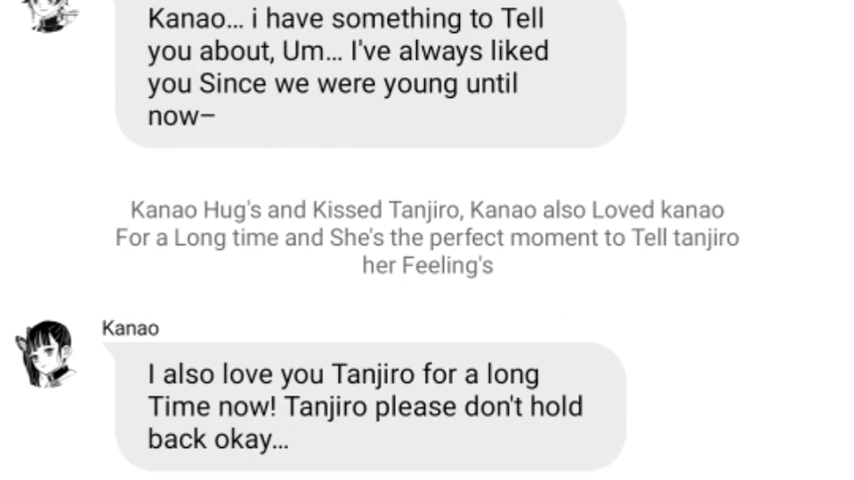 Kanao... i have something to Tell
you about, Um... I've always liked
you Since we were young until
now–
Kanao Hug's and Kissed Tanjiro, Kanao also Loved kanao
For a Long time and She's the perfect moment to Tell tanjiro
her Feeling's
Kanao
I also love you Tanjiro for a long
Time now! Tanjiro please don't hold
back okay...